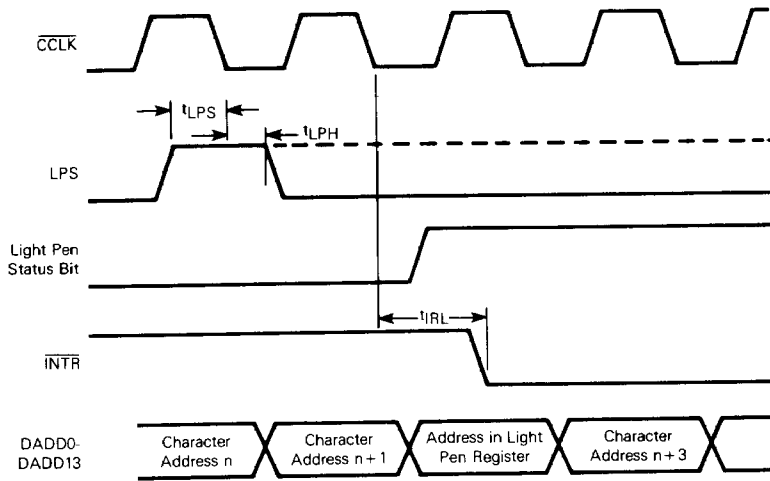 CCLK
tLPS
tLPH
LPS
Light Pen
Status Bit
tIRL
INTR
DADD0-
DADD13
Character
Address n
Character
Address n + 1
Address in Light
Pen Register
Character
Address n + 3